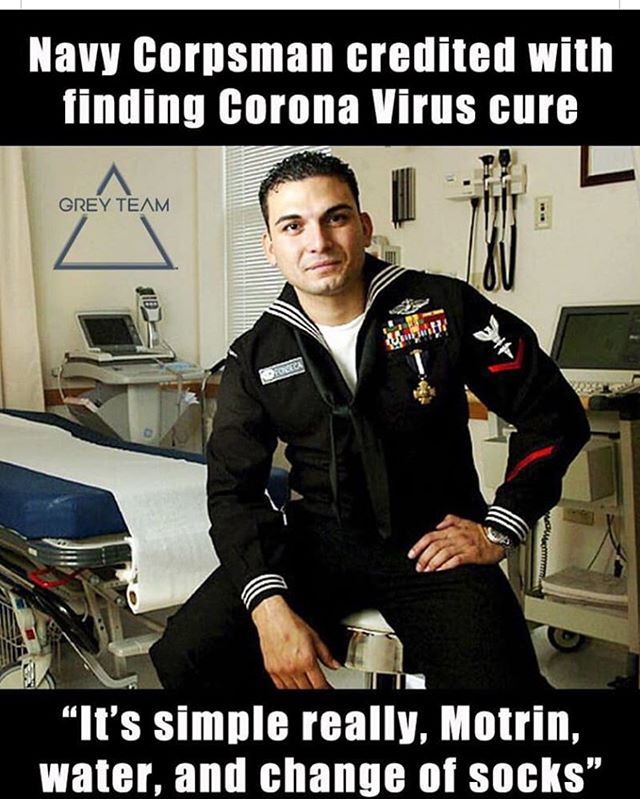 Navy Corpsman credited with
finding Corona Virus cure
GREY TEAM
FONSECA
“It’s simple really, Motrin,
water, and change of socks”